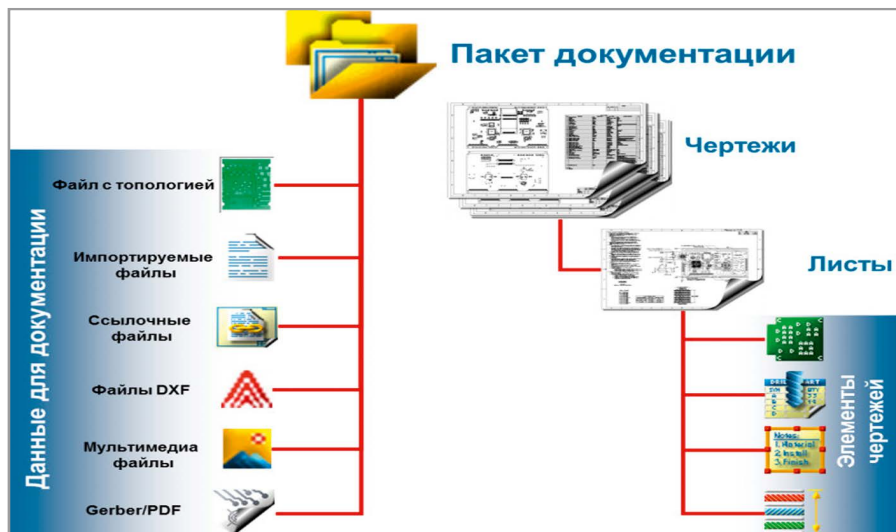 Пакет документации
Чертежи
Листы
Данные для документации
Файл с топологией
Импортируемые
файлы
Ссылочные
файлы
Файлы DXF
Мультимедиа
файлы
Gerber/PDF
Элементы
чертежей
Notes:
1. Material
2. Install
3. Finish